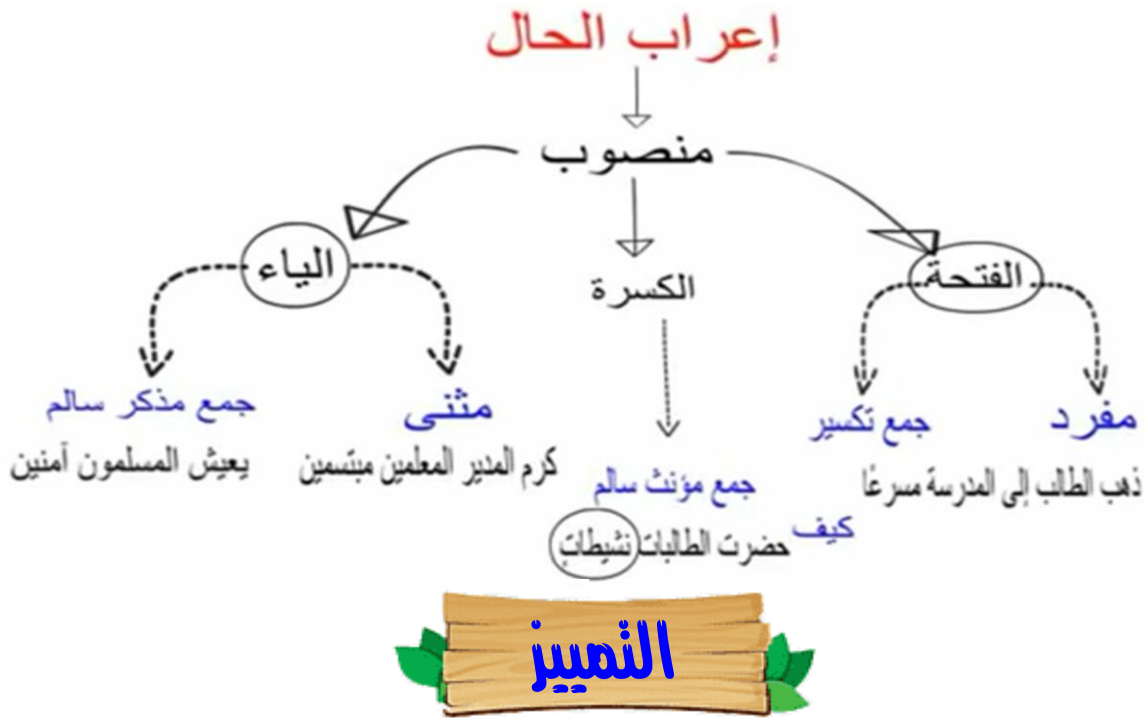 إعراب الحال
منصوب
الفتحة
الكسرة
الياء
مفرد
جمع تكسير
ذهب الطالب إلى المدرسة مسرعًا
جمع مؤنث سالم
كيف
حضرت الطالبات نشيطاتٍ
مثنى
كرم المدير المعلمين مبتسمين
جمع مذكر سالم
يعيش المسلمون آمنين
التمييز